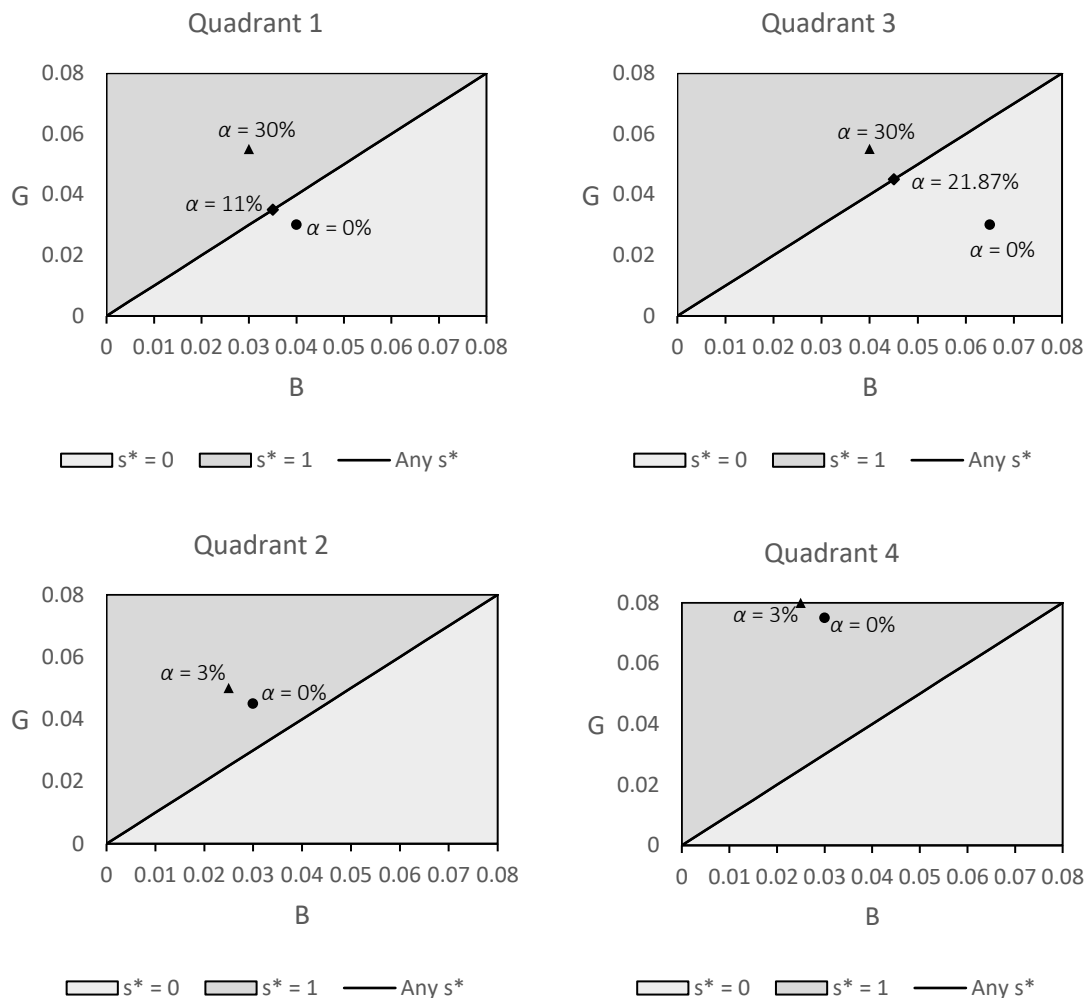 Quadrant 1
0.08
0.06
G
0.04
0.02
0
α = 30%
α = 11%
α = 0%
0 0.01 0.02 0.03 0.04 0.05 0.06 0.07 0.08
B
s* = 0 s* = 1 Any s*
Quadrant 3
0.08
0.06
G
0.04
0.02
0
α = 30%
α = 21.87%
α = 0%
0 0.01 0.02 0.03 0.04 0.05 0.06 0.07 0.08
B
s* = 0 s* = 1 Any s*
Quadrant 2
0.08
0.06
G
0.04
0.02
0
α = 3%
α = 0%
0 0.01 0.02 0.03 0.04 0.05 0.06 0.07 0.08
B
s* = 0 s* = 1 Any s*
Quadrant 4
0.08
0.06
G
0.04
0.02
0
α = 3%
α = 0%
0 0.01 0.02 0.03 0.04 0.05 0.06 0.07 0.08
B
s* = 0 s* = 1 Any s*